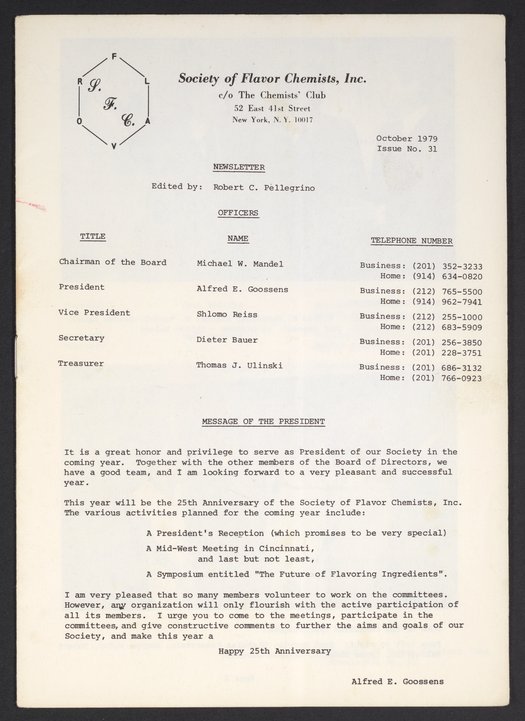 F
R L
S.
F.
C.
O A
V
Society of Flavor Chemists, Inc.
c/o The Chemists' Club
52 East 41st Street
New York, N. Y. 10017
October 1979
Issue No. 31
NEWSLETTER
Edited by: Robert C. Pellegrino
OFFICERS
TITLE NAME TELEPHONE NUMBER
Chairman of the Board Michael W. Mandel Business: (201) 352-3233
Home: (914) 634-0820
President Alfred E. Goossens Business: (212) 765-5500
Home: (914) 962-7941
Vice President Shlomo Reiss Business: (212) 255-1000
Home: (212) 683-5909
Secretary Dieter Bauer Business: (201) 256-3850
Home: (201) 228-3751
Treasurer Thomas J. Ulinski Business: (201) 686-3132
Home: (201) 766-0923
MESSAGE OF THE PRESIDENT
It is a great honor and privilege to serve as President of our Society in the
coming year. Together with the other members of the Board of Directors, we
have a good team, and I am looking forward to a very pleasant and successful
year.
This year will be the 25th Anniversary of the Society of Flavor Chemists, Inc.
The various activities planned for the coming year include:
A President's Reception (which promises to be very special)
A Mid-West Meeting in Cincinnati,
and last but not least,
A Symposium entitled "The Future of Flavoring Ingredients".
I am very pleased that so many members volunteer to work on the committees.
However, any organization will only flourish with the active participation of
all its members. I urge you to come to the meetings, participate in the
committees,and give constructive comments to further the aims and goals of our
Society, and make this year a
Happy 25th Anniversary
Alfred E. Goossens